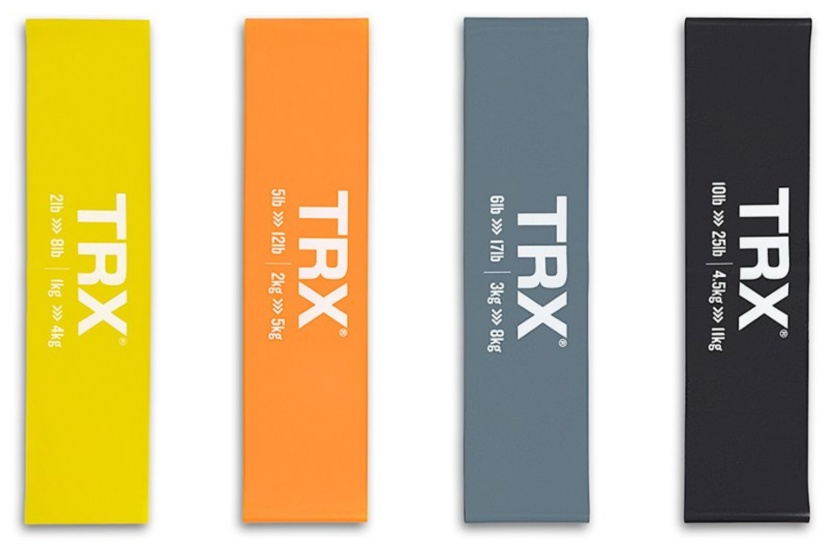 TRX®
2lb >>> 8lb | 1kg >>> 4kg
TRX®
5lb >>> 12lb | 2kg >>> 5kg
TRX®
6lb >>> 17lb | 3kg >>> 8kg
TRX®
10lb >>> 25lb | 4.5kg >>> 11kg